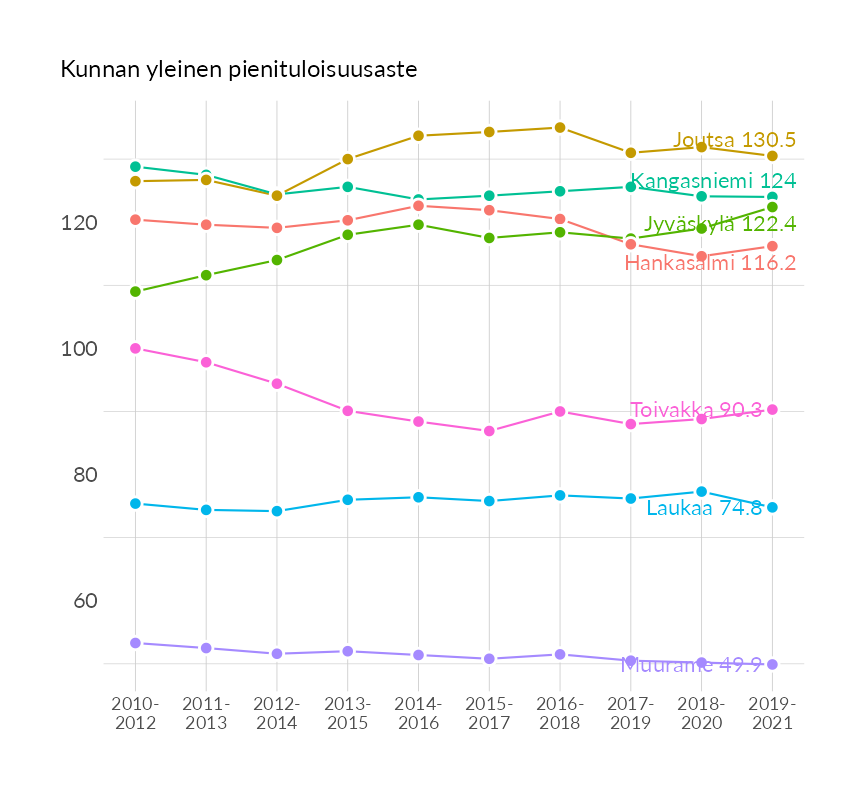 Kunnan yleinen pienituloisuusaste
Joutsa 130.5
Kangasniemi 124
120
Jyväskylä 122.4
Hankasalmi 116.2
100
Toivakka 90.3
80
Laukaa 74.8
60
Muurame 49.9
2010- 2011- 2012- 2013- 2014- 2015- 2016- 2017- 2018- 2019-
2012 2013 2014 2015 2016 2017 2018 2019 2020 2021